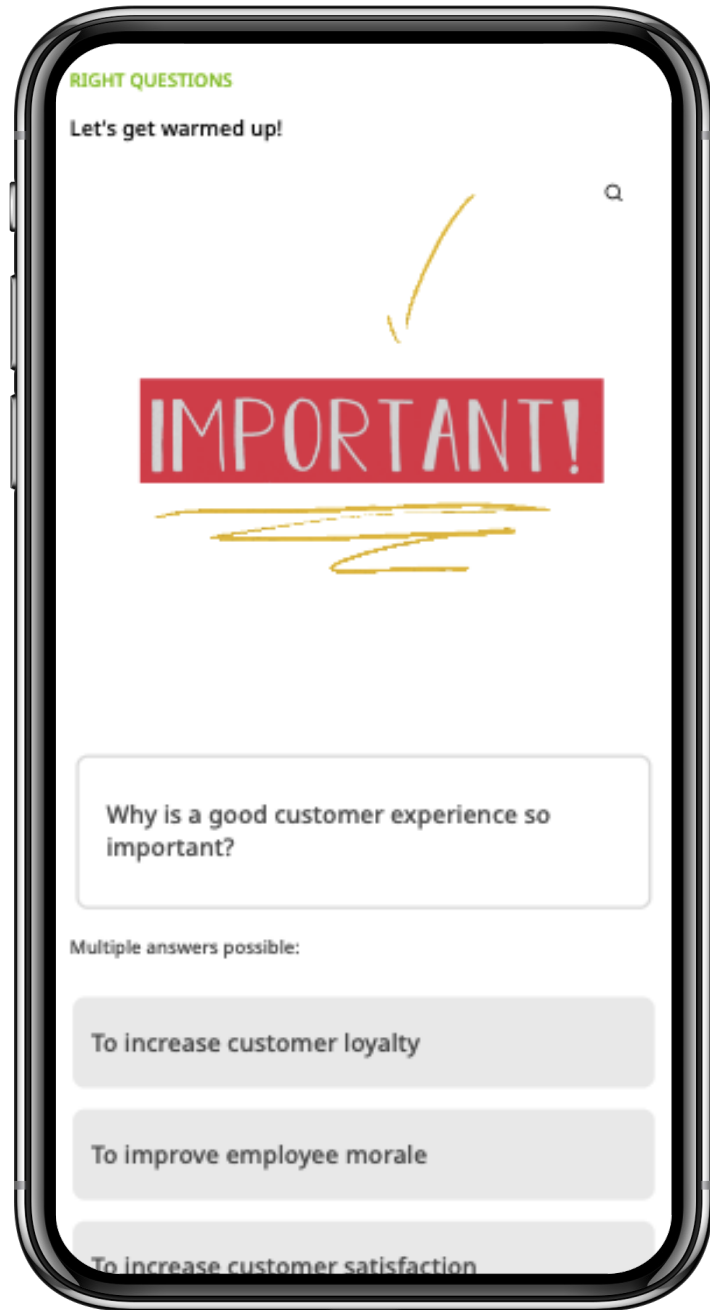 RIGHT QUESTIONS
Let's get warmed up!
IMPORTANT!
Why is a good customer experience so
important?
Multiple answers possible:
To increase customer loyalty
To improve employee morale
To increase customer satisfaction